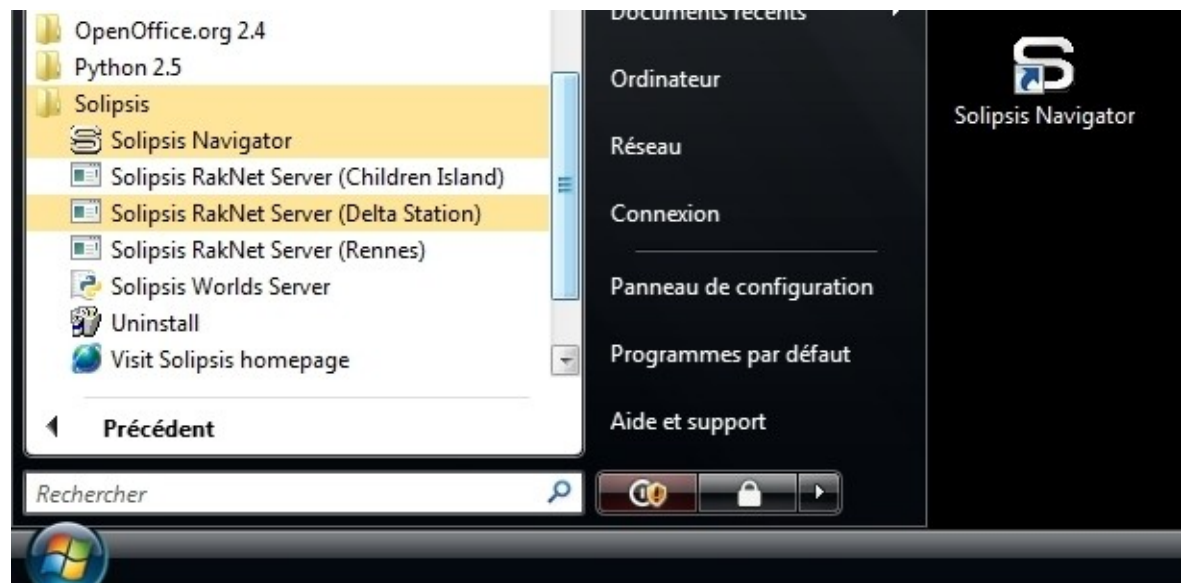 OpenOffice.org 2.4
Python 2.5
Solipsis
Solipsis Navigator
Solipsis RakNet Server (Children Island)
Solipsis RakNet Server (Delta Station)
Solipsis RakNet Server (Rennes)
Solipsis Worlds Server
Uninstall
Visit Solipsis homepage
Précédent
Rechercher
Documents récents
Ordinateur
Réseau
Connexion
Panneau de configuration
Programmes par défaut
Aide et support
Solipsis Navigator